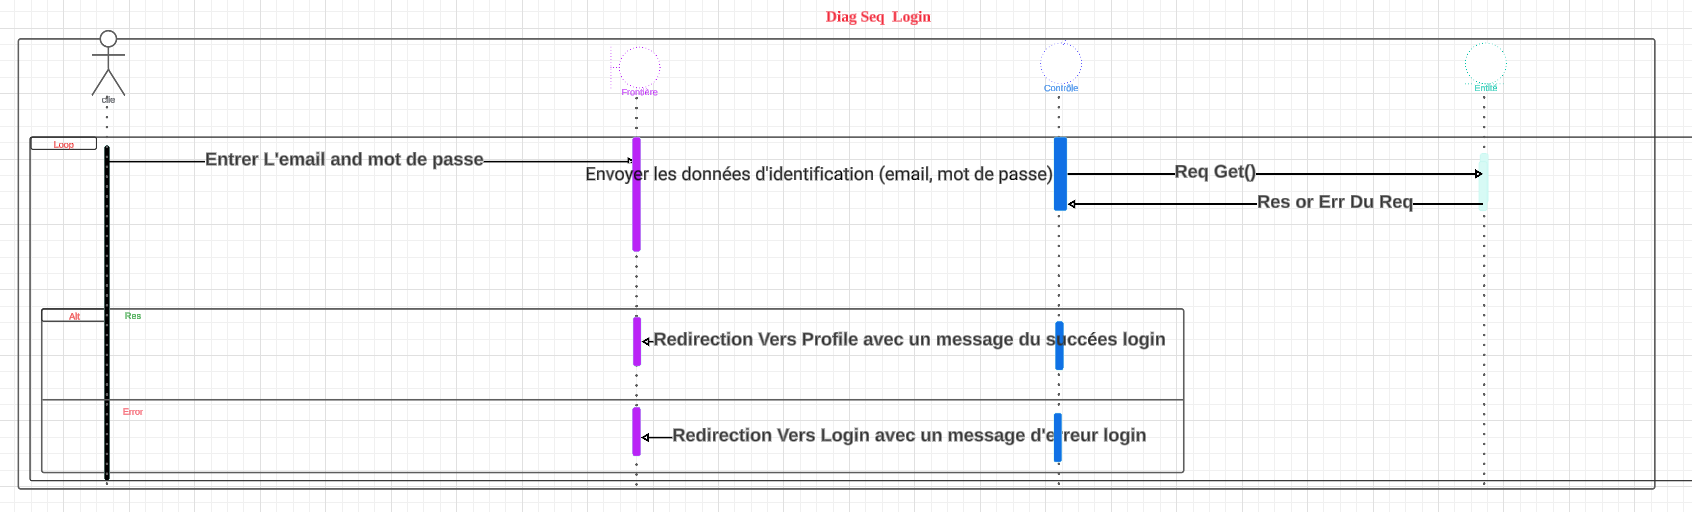 Diag Seq Login
clie
Frontière
Contrôle
Entité
Loop
Entrer L'email and mot de passe
Envoyer les données d'identification (email, mot de passe)
Req Get()
Res or Err Du Req
Alt
Res
Redirection Vers Profile avec un message du succées login
Error
Redirection Vers Login avec un message d'erreur login